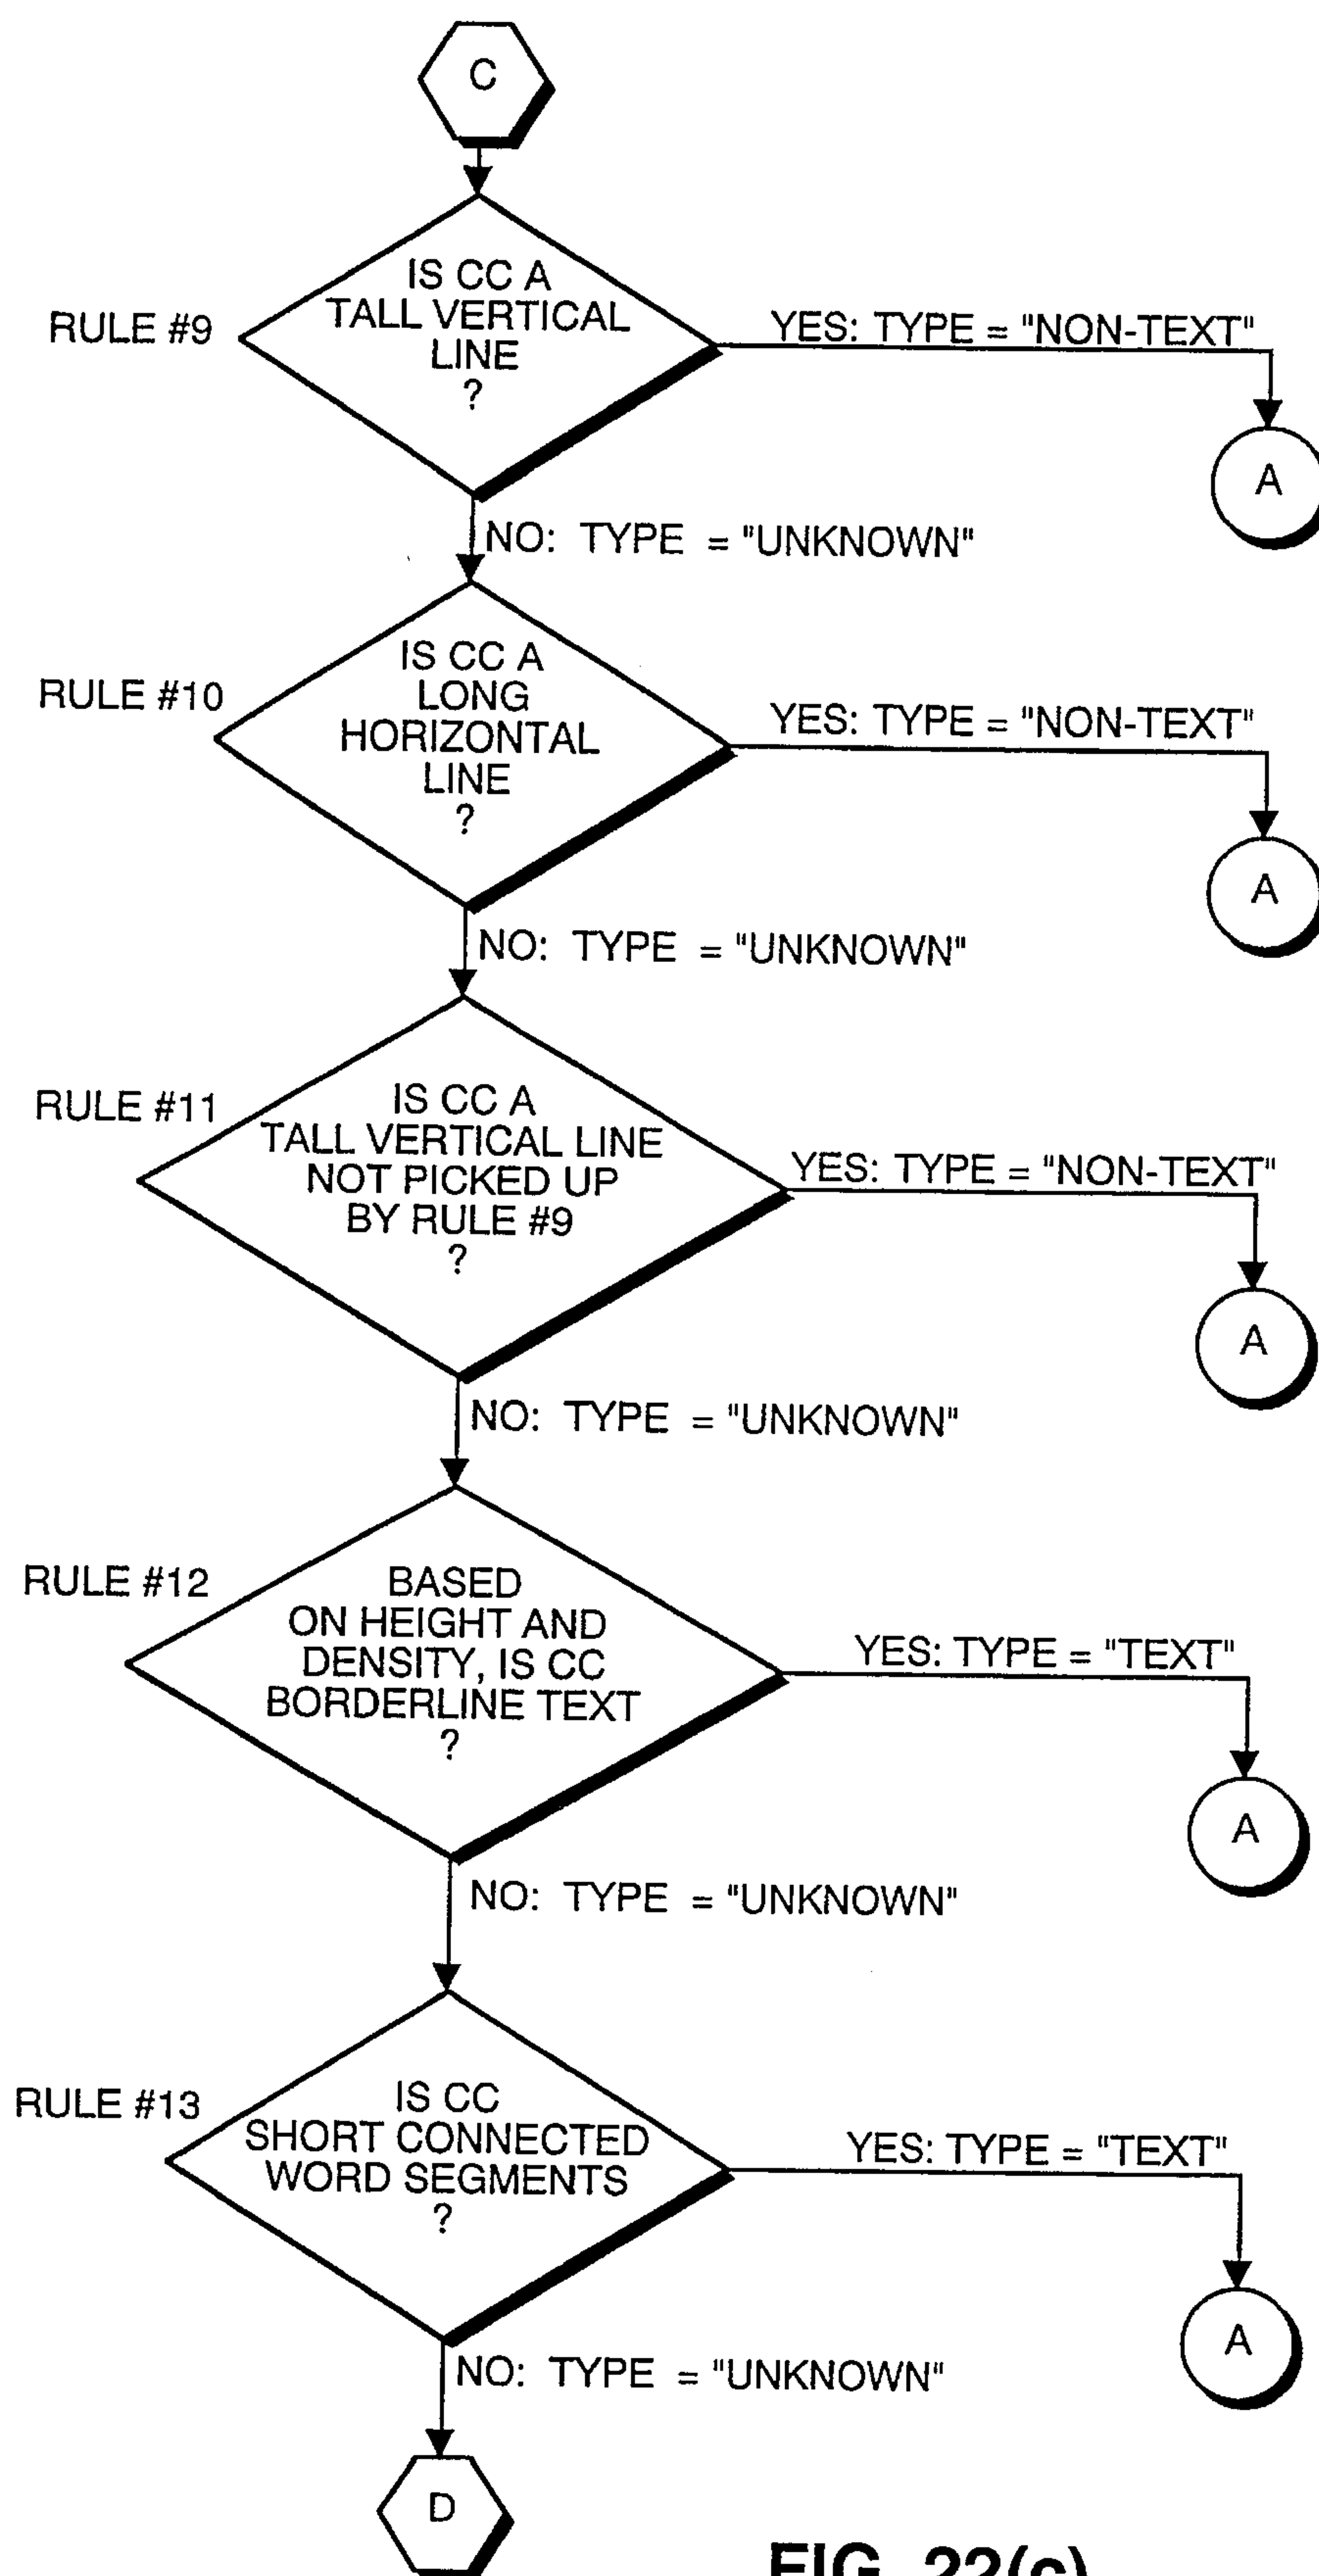 C
IS CC A
TALL VERTICAL
LINE
?
RULE #9
YES: TYPE = "NON-TEXT"
A
NO: TYPE = "UNKNOWN"
IS CC A
LONG
HORIZONTAL
LINE
?
RULE #10
YES: TYPE = "NON-TEXT"
A
NO: TYPE = "UNKNOWN"
IS CC A
TALL VERTICAL LINE
NOT PICKED UP
BY RULE #9
?
RULE #11
YES: TYPE = "NON-TEXT"
A
NO: TYPE = "UNKNOWN"
RULE #12
BASED
ON HEIGHT AND
DENSITY, IS CC
BORDERLINE TEXT
?
YES: TYPE = "TEXT"
A
NO: TYPE = "UNKNOWN"
RULE #13
IS CC
SHORT CONNECTED
WORD SEGMENTS
?
YES: TYPE = "TEXT"
A
NO: TYPE = "UNKNOWN"
D
FIG. 22(c)